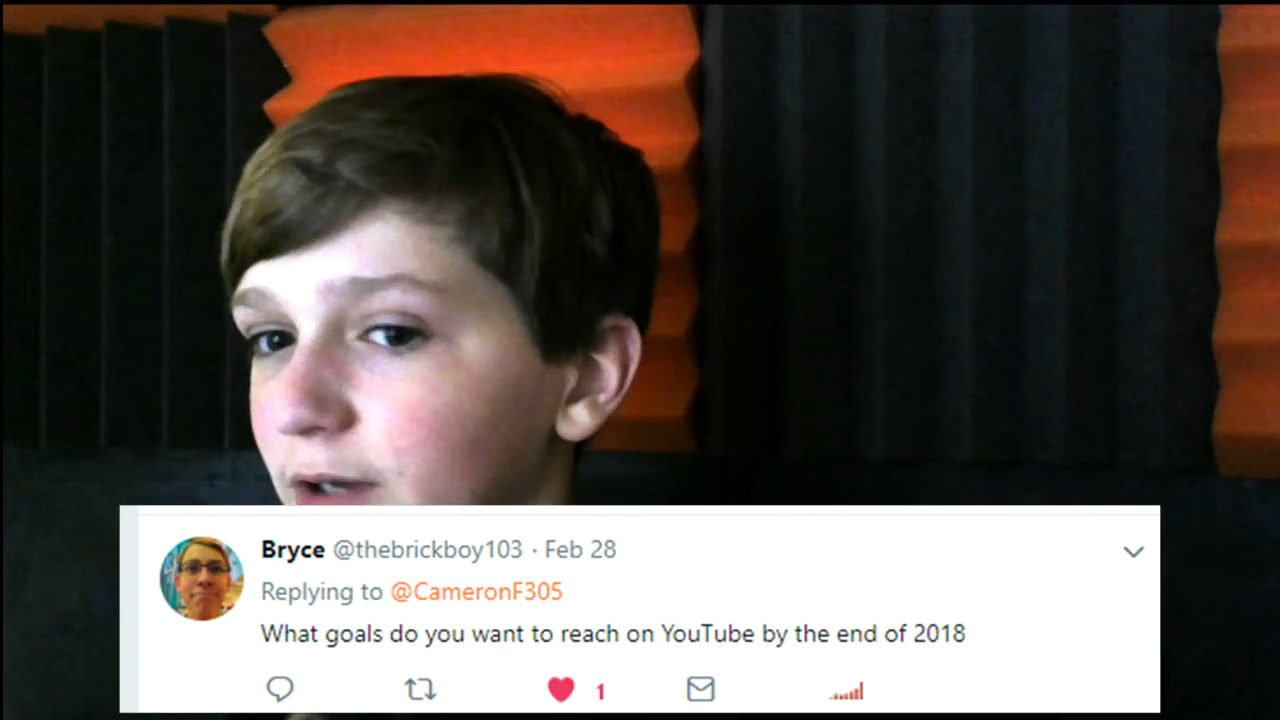 Bryce @thebrickboy103 · Feb 28
Replying to @CameronF305
What goals do you want to reach on YouTube by the end of 2018
1